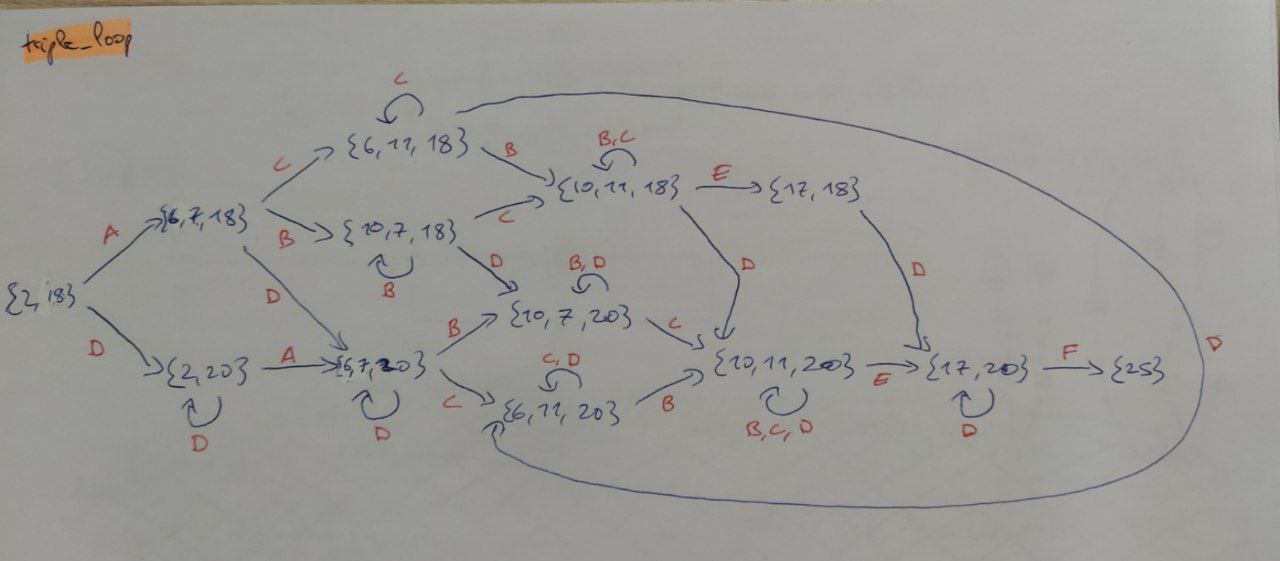 triple_loop
C
{6,11,18}
B
B,C
C
{10,11,18}
E
{17,18}
{6,7,18}
A
B
{10,7,18}
C
B
D
D
B,D
D
D
{2,18}
{10,7,20}
D
B
C
C,D
D
A
{2,20}
{6,7,20}
{10,11,20}
E
{17,20}
F
{25}
C
{6,11,20}
B
D
D
B,C,D
D